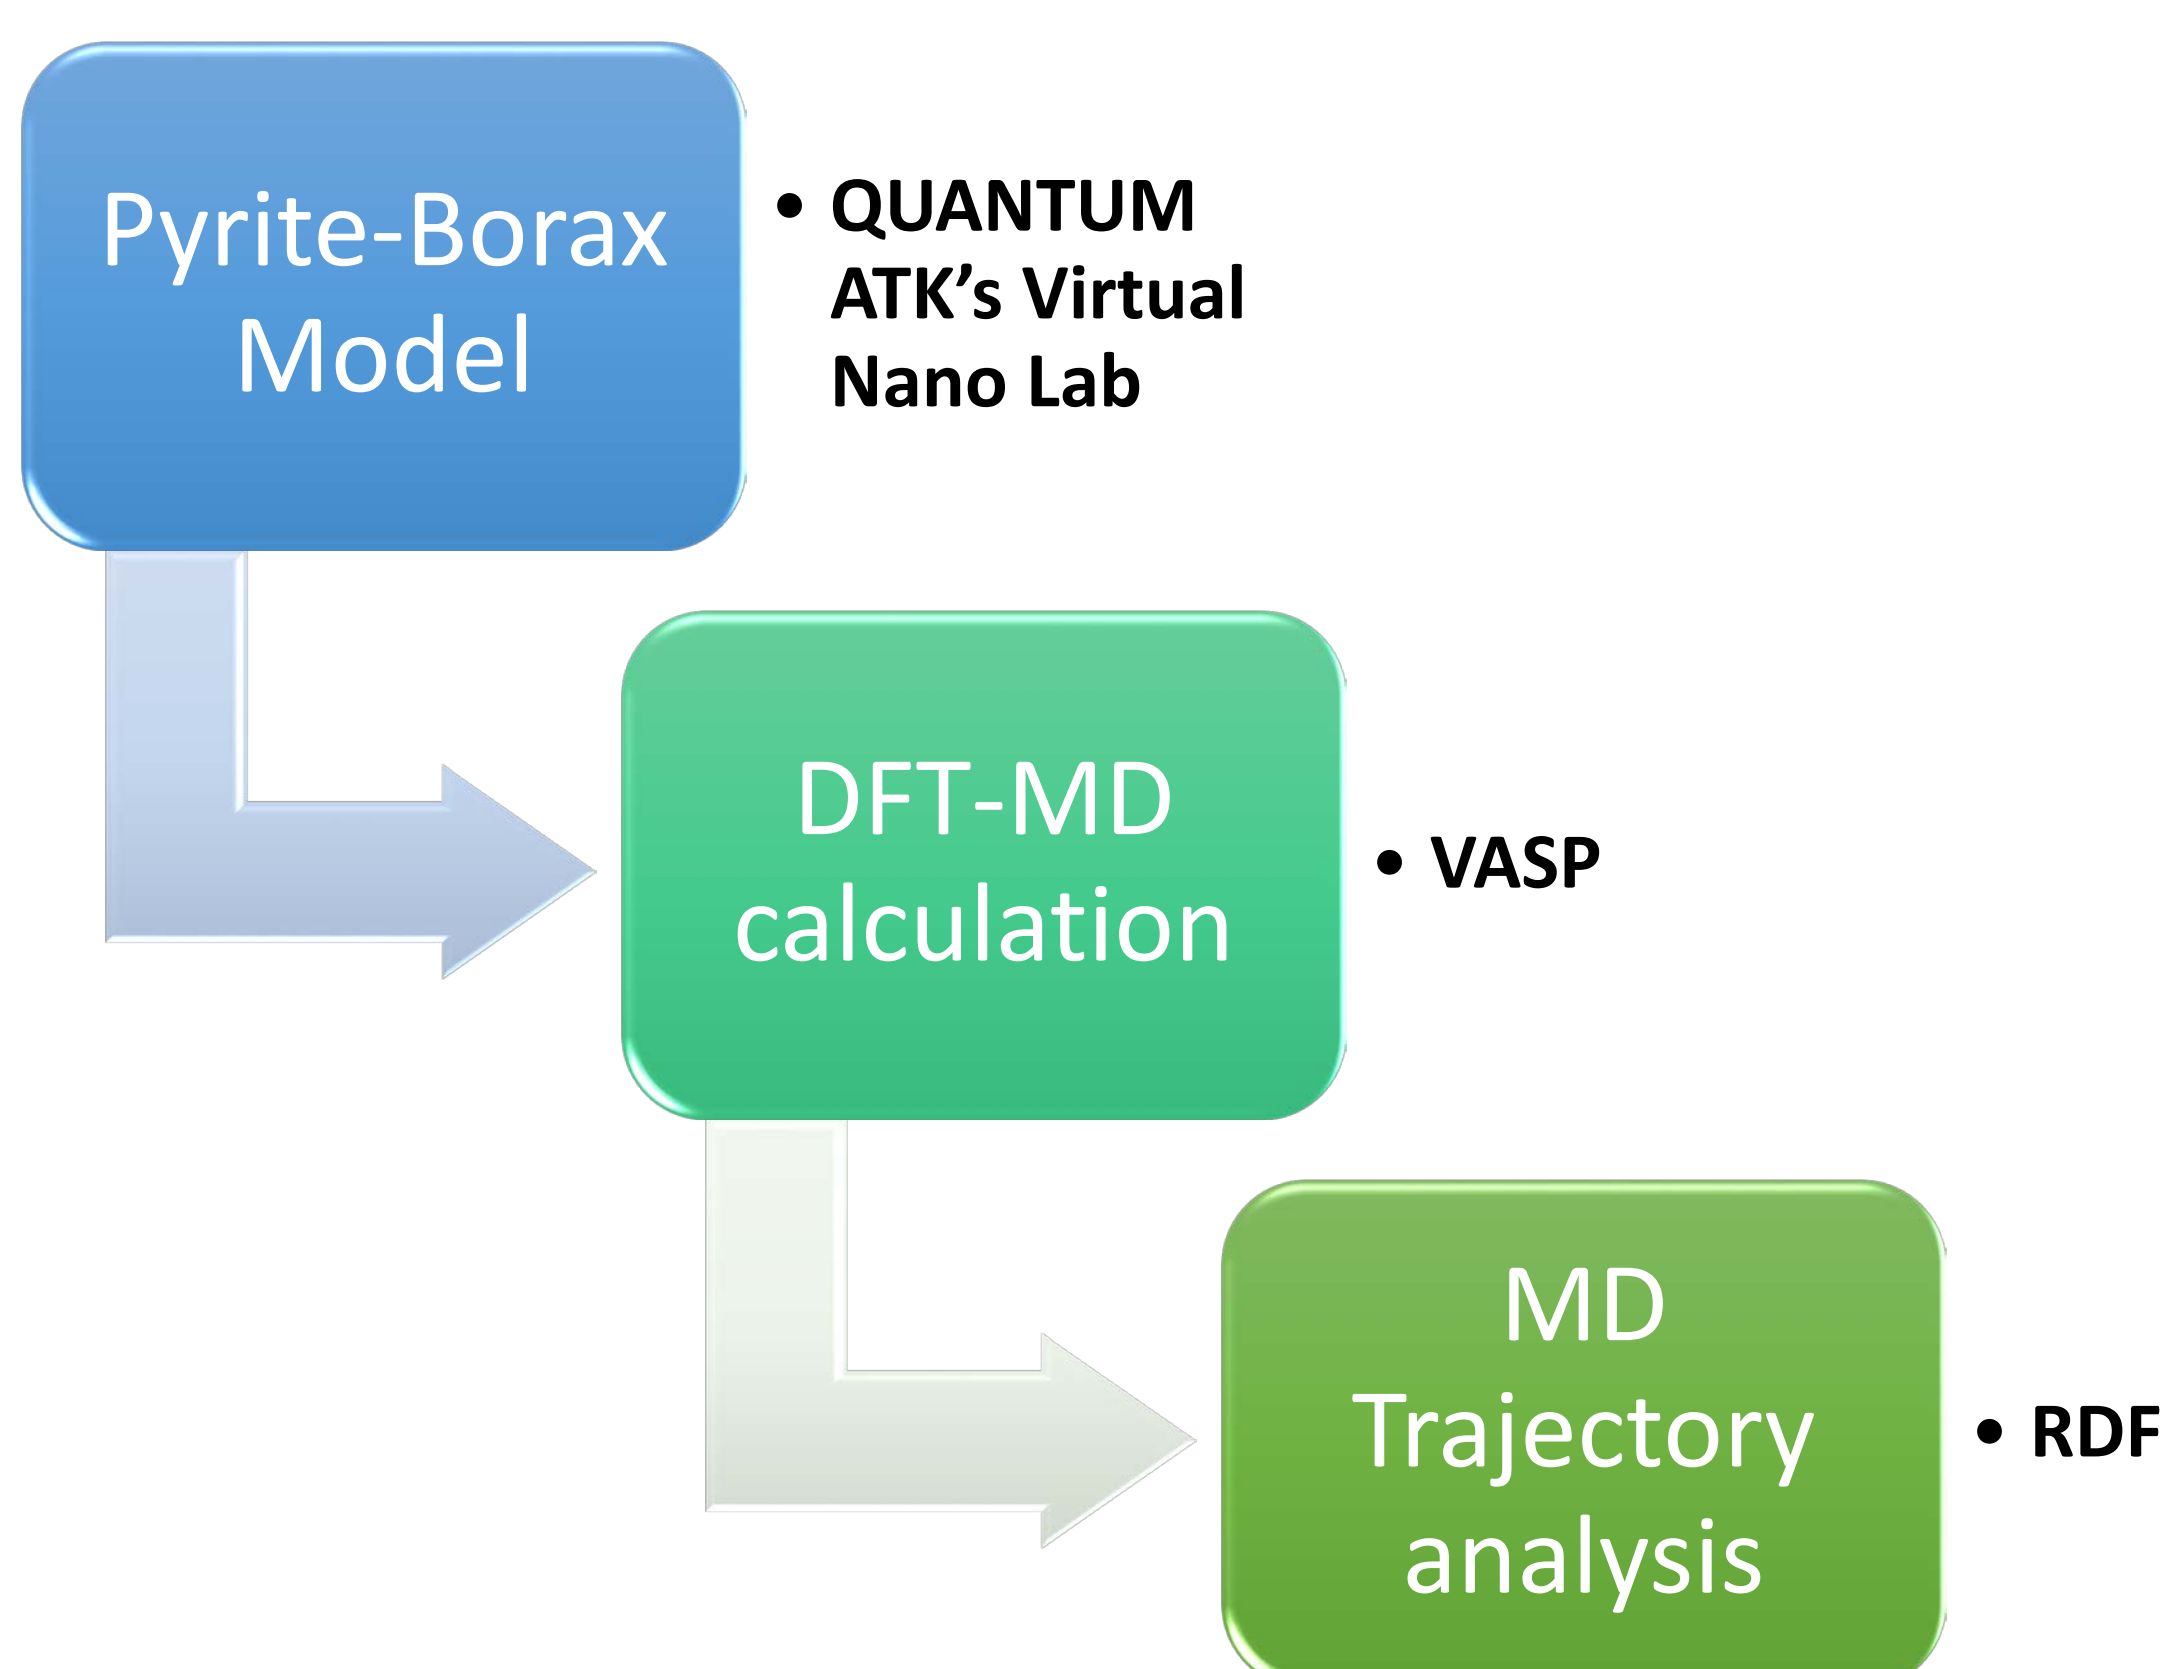 Pyrite-Borax
Model
• QUANTUM
ATK’s Virtual
Nano Lab
DFT-MD
calculation
• VASP
MD
Trajectory
analysis
• RDF